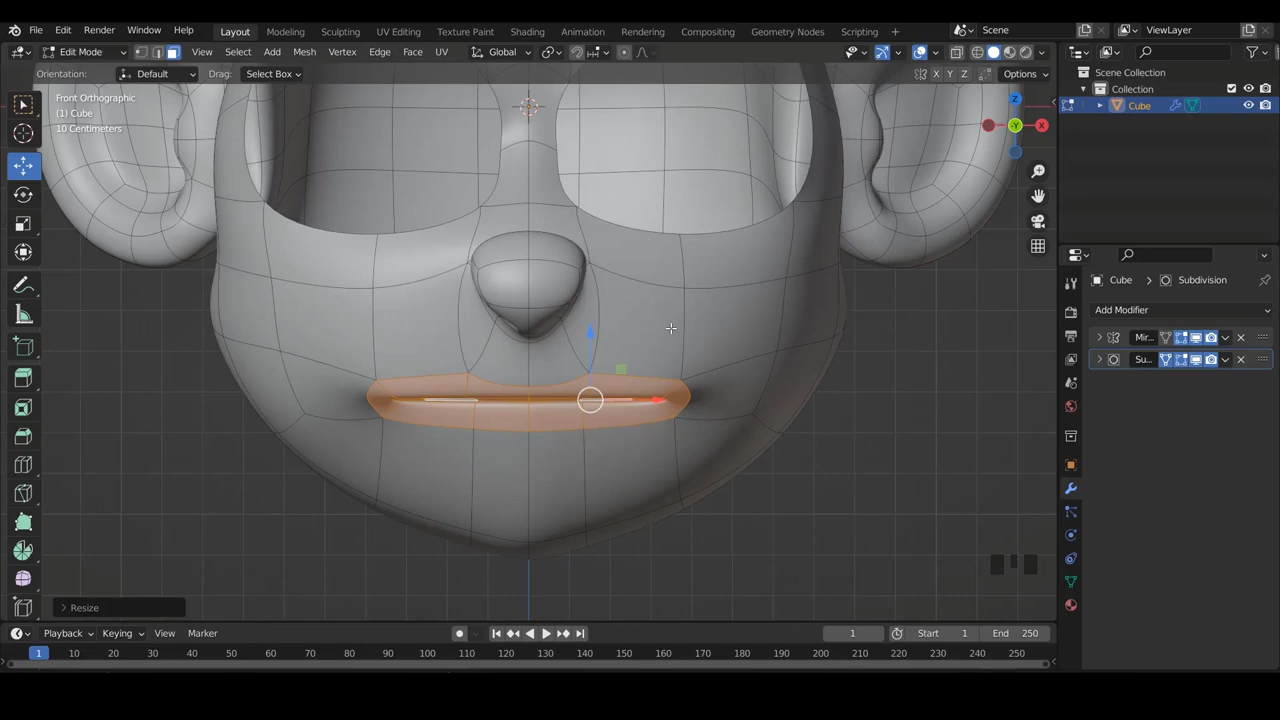 File Edit Render Window Help Layout Modeling Sculpting UV Editing Texture Paint Shading Animation Rendering Compositing Geometry Nodes Scripting + Scene ViewLayer
Edit Mode View Select Add Mesh Vertex Edge Face UV Global Scene Collection
Orientation: Default Drag: Select Box X Y Z Options
Collection
Cube
Front Orthographic
(1) Cube
10 Centimeters
Z
-Y
X
Cube > Subdivision
Add Modifier
Mir...
Su...
Resize
Playback Keying View Marker 1 Start 1 End 250
1 10 20 30 40 50 60 70 80 90 100 110 120 130 140 150 160 170 180 190 200 210 220 230 240 250